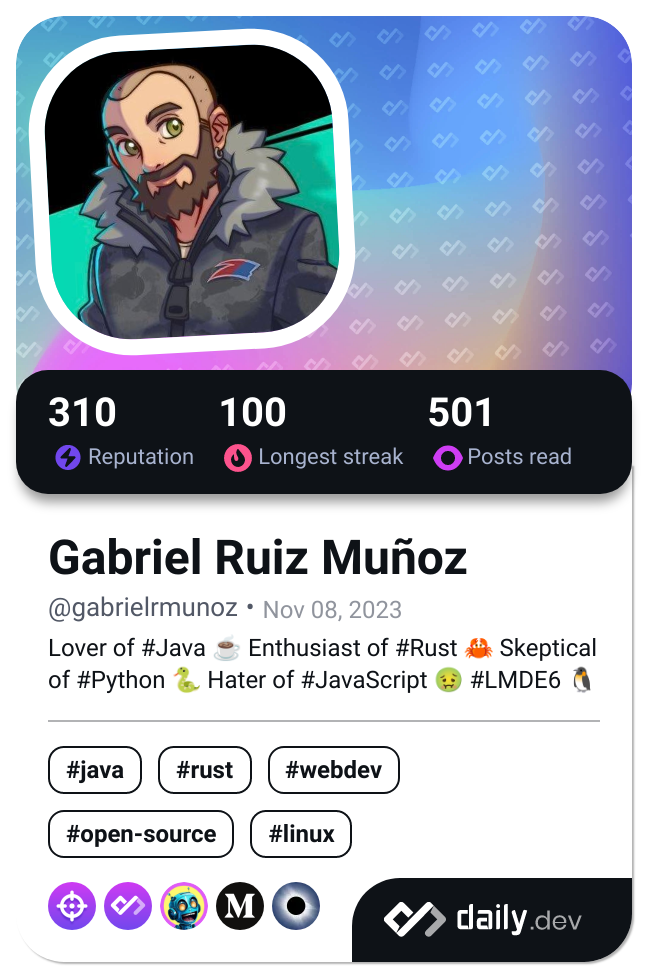 310 100 501
Reputation Longest streak Posts read
Gabriel Ruiz Muñoz
@gabrielrmunoz • Nov 08, 2023
Lover of #Java ☕ Enthusiast of #Rust 🦀 Skeptical
of #Python 🐍 Hater of #JavaScript 🤢 #LMDE6 🐧
#java #rust #webdev
#open-source #linux
M
daily.dev